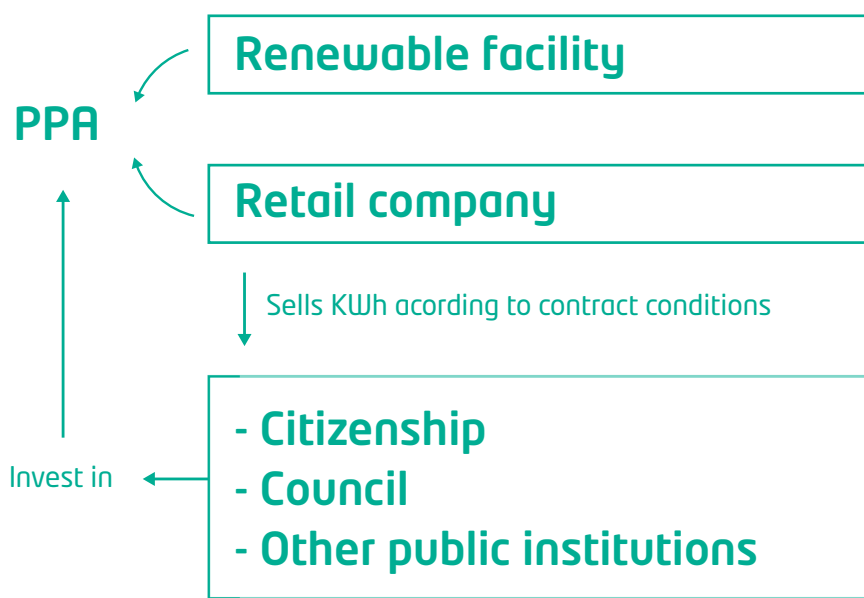 Renewable facility
PPA
Retail company
Sells KWh acording to contract conditions
- Citizenship
- Council
- Other public institutions
Invest in